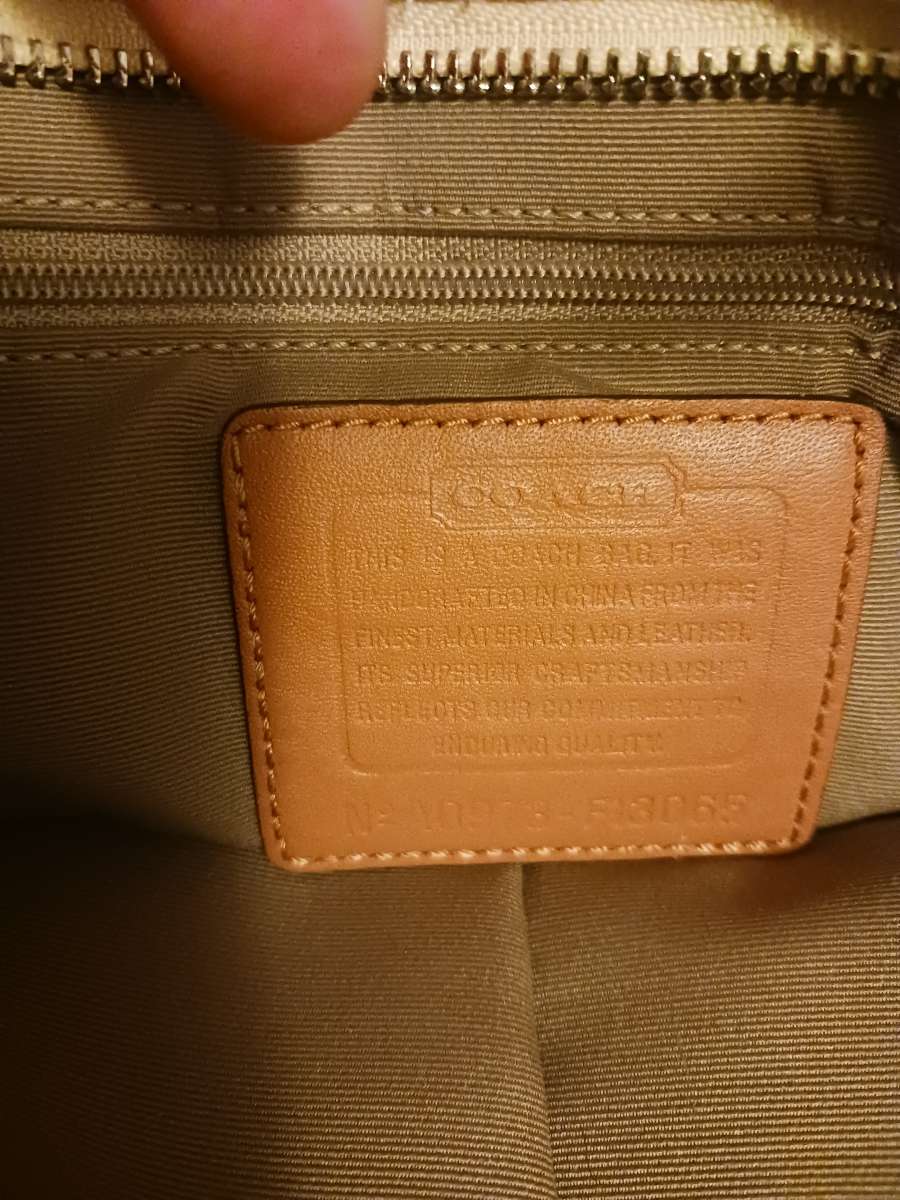 COACH
THIS IS A COACH BAG. IT WAS
HANDCRAFTED IN CHINA FROM THE
FINEST MATERIALS AND LEATHER.
ITS SUPERIOR CRAFTSMANSHIP
REFLECTS OUR COMMITMENT TO
ENDURING QUALITY.
Nº